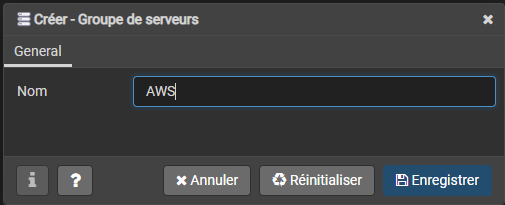 Créer - Groupe de serveurs
General
Nom AWS
Annuler Réinitialiser Enregistrer